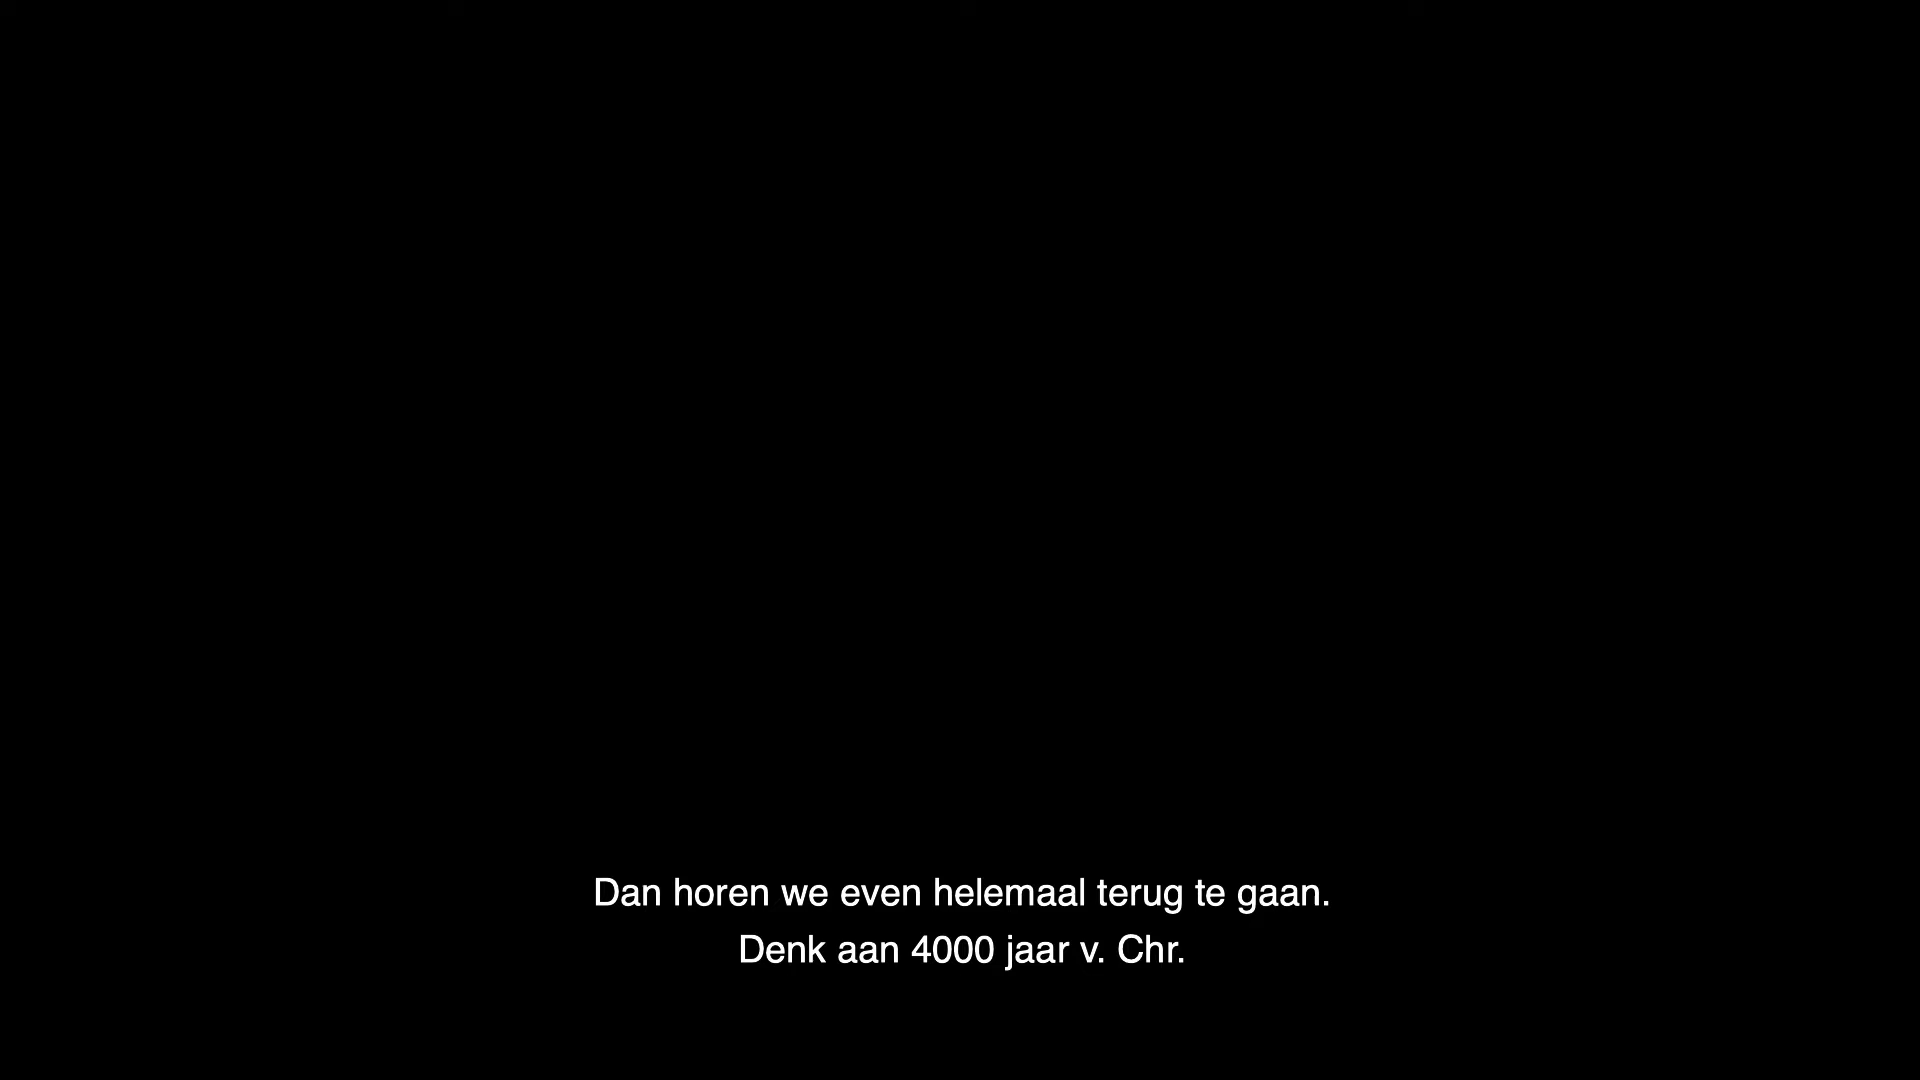 Dan horen we even helemaal terug te gaan.
Denk aan 4000 jaar v. Chr.